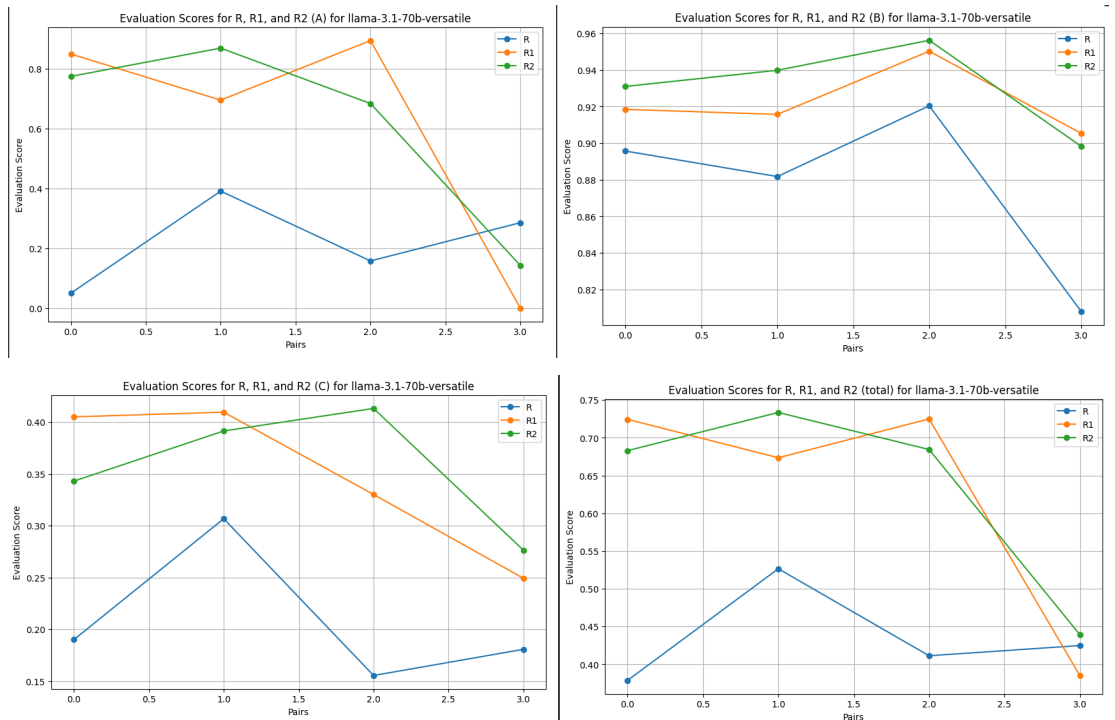 Evaluation Scores for R, R1, and R2 (A) for llama-3.1-70b-versatile
R
R1
R2
Evaluation Score
0.8
0.6
0.4
0.2
0.0
0.0 0.5 1.0 1.5 2.0 2.5 3.0
Pairs
Evaluation Scores for R, R1, and R2 (B) for llama-3.1-70b-versatile
R
R1
R2
Evaluation Score
0.96
0.94
0.92
0.90
0.88
0.86
0.84
0.82
0.0 0.5 1.0 1.5 2.0 2.5 3.0
Pairs
Evaluation Scores for R, R1, and R2 (C) for llama-3.1-70b-versatile
R
R1
R2
Evaluation Score
0.40
0.35
0.30
0.25
0.20
0.15
0.0 0.5 1.0 1.5 2.0 2.5 3.0
Pairs
Evaluation Scores for R, R1, and R2 (total) for llama-3.1-70b-versatile
R
R1
R2
Evaluation Score
0.75
0.70
0.65
0.60
0.55
0.50
0.45
0.40
0.0 0.5 1.0 1.5 2.0 2.5 3.0
Pairs